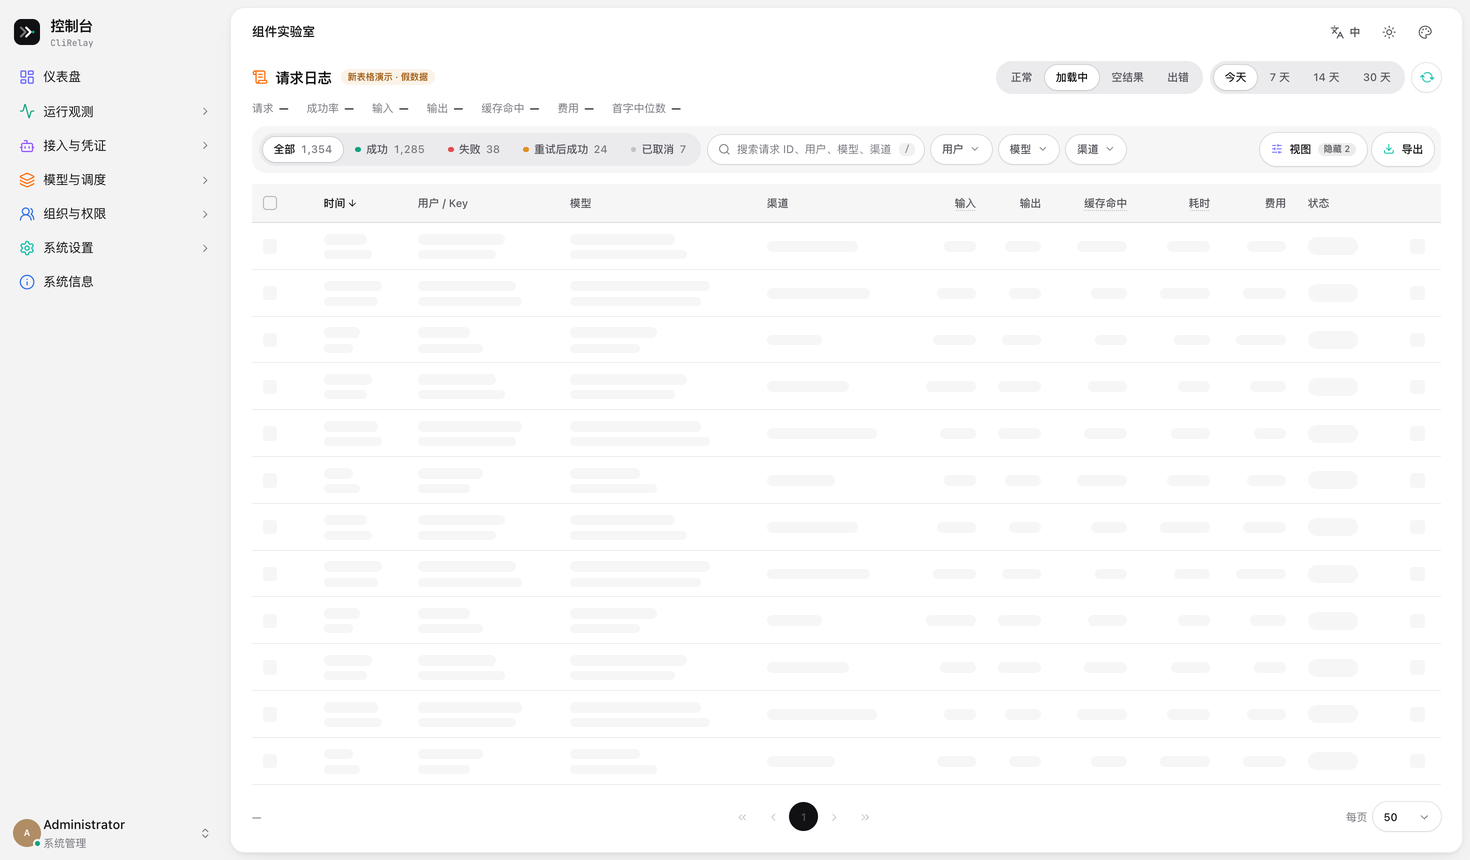 控制台
CliRelay
仪表盘
运行观测
接入与凭证
模型与调度
组织与权限
系统设置
系统信息
A
Administrator
系统管理
组件实验室
中
请求日志 新表格演示 · 假数据
正常 加载中 空结果 出错
今天 7 天 14 天 30 天
请求 — 成功率 — 输入 — 输出 — 缓存命中 — 费用 — 首字中位数 —
全部 1,354 成功 1,285 失败 38 重试后成功 24 已取消 7
搜索请求 ID、用户、模型、渠道 /
用户 模型 渠道
视图 隐藏 2 导出
时间 ↓ 用户 / Key 模型 渠道 输入 输出 缓存命中 耗时 费用 状态
—
« ‹ 1 › »
每页 50